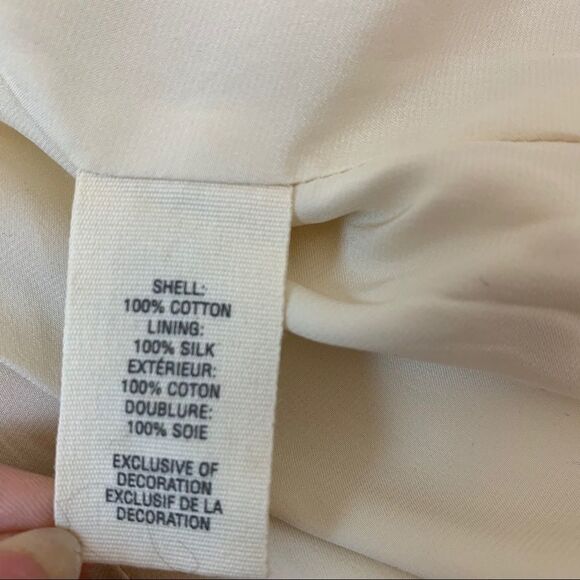 SHELL:
100% COTTON
LINING:
100% SILK
EXTÉRIEUR:
100% COTON
DOUBLURE:
100% SOIE
EXCLUSIVE OF
DECORATION
EXCLUSIF DE LA
DECORATION